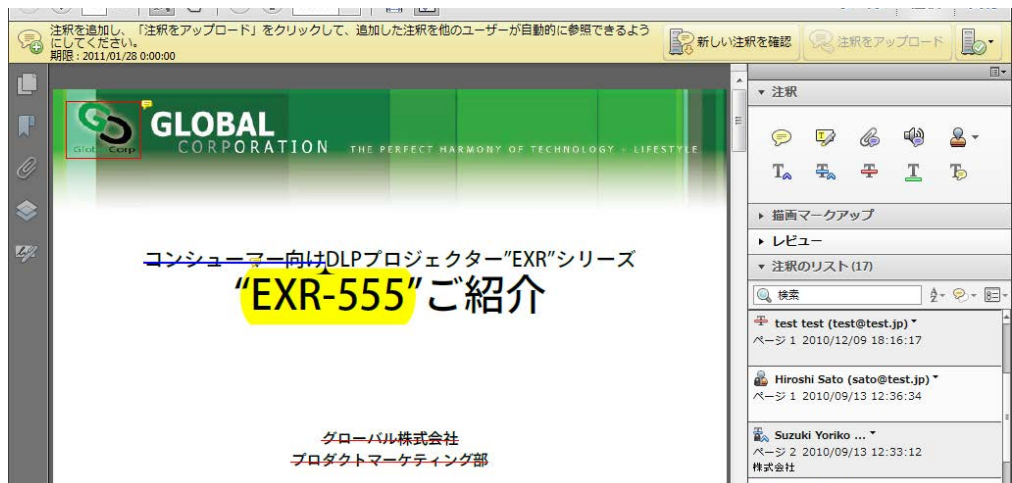 注釈を追加し、「注釈をアップロード」をクリックして、追加した注釈を他のユーザーが自動的に参照できるよう
にしてください。
期限 : 2011/01/28 0:00:00
新しい注釈を確認
注釈をアップロード
Global Corp
GLOBAL
CORPORATION
THE PERFECT HARMONY OF TECHNOLOGY + LIFESTYLE
コンシューマー向けDLPプロジェクター"EXR"シリーズ
“EXR-555”ご紹介
グローバル株式会社
プロダクトマーケティング部
注釈
描画マークアップ
レビュー
注釈のリスト (17)
検索
test test (test@test.jp)
ページ 1 2010/12/09 18:16:17
Hiroshi Sato (sato@test.jp)
ページ 1 2010/09/13 12:36:34
Suzuki Yoriko ...
ページ 2 2010/09/13 12:33:12
株式会社